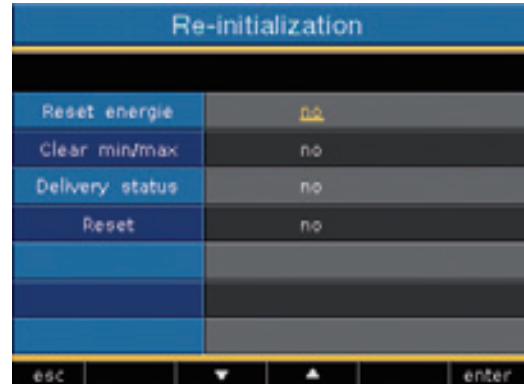 Re-initialization
Reset energie no
Clear min/max no
Delivery status no
Reset no
esc ▼ ▲ enter